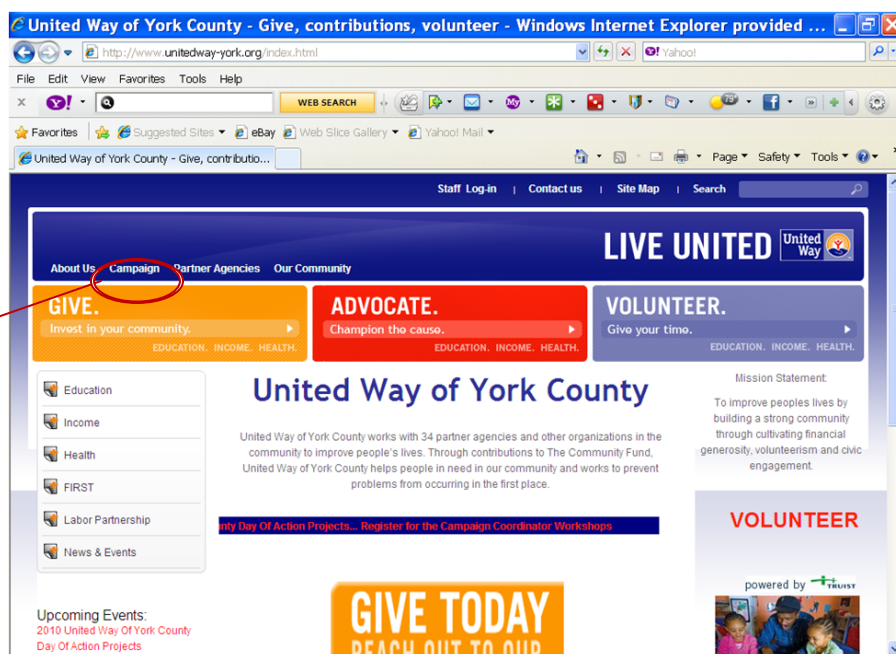 United Way of York County - Give, contributions, volunteer - Windows Internet Explorer provided ...
http://www.unitedway-york.org/index.html
Yahoo!
File Edit View Favorites Tools Help
x Y! WEB SEARCH
Favorites Suggested Sites eBay Web Slice Gallery Yahoo! Mail
United Way of York County - Give, contributio...
Page Safety Tools
Staff Log-in | Contact us | Site Map | Search
LIVE UNITED United Way
About Us Campaign Partner Agencies Our Community
GIVE.
Invest in your community.
EDUCATION. INCOME. HEALTH.
ADVOCATE.
Champion the cause.
EDUCATION. INCOME. HEALTH.
VOLUNTEER.
Give your time.
EDUCATION. INCOME. HEALTH.
Education
Income
Health
FIRST
Labor Partnership
News & Events
Upcoming Events:
2010 United Way Of York County
Day Of Action Projects
United Way of York County
United Way of York County works with 34 partner agencies and other organizations in the
community to improve people's lives. Through contributions to The Community Fund,
United Way of York County helps people in need in our community and works to prevent
problems from occurring in the first place.
nty Day Of Action Projects... Register for the Campaign Coordinator Workshops
GIVE TODAY
REACH OUT TO OUR
Mission Statement:
To improve peoples lives by
building a strong community
through cultivating financial
generosity, volunteerism and civic
engagement.
VOLUNTEER
powered by TRUIST